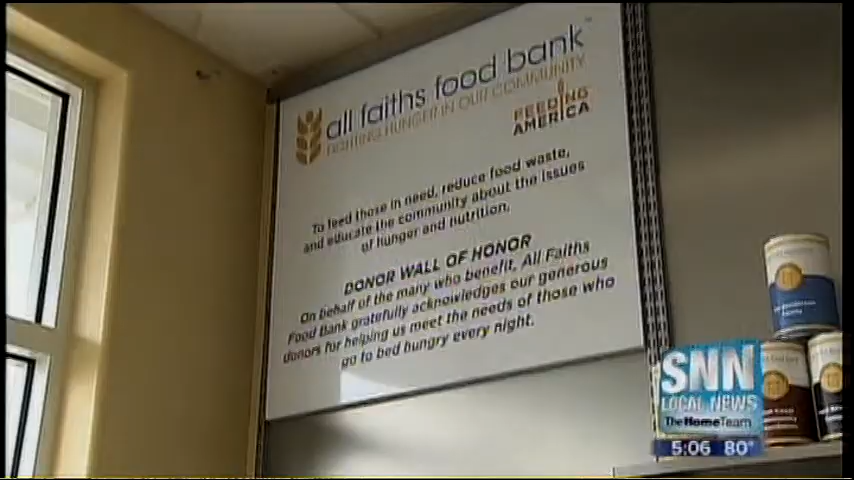 all faiths food bank
FIGHTING HUNGER IN OUR COMMUNITY
FEEDING
AMERICA
To feed those in need, reduce food waste,
and educate the community about the issues
of hunger and nutrition.
DONOR WALL OF HONOR
On behalf of the many who benefit, All Faiths
Food Bank gratefully acknowledges our generous
donors for helping us meet the needs of those who
go to bed hungry every night.
SNN
LOCAL NEWS
The Home Team
5:06 80°